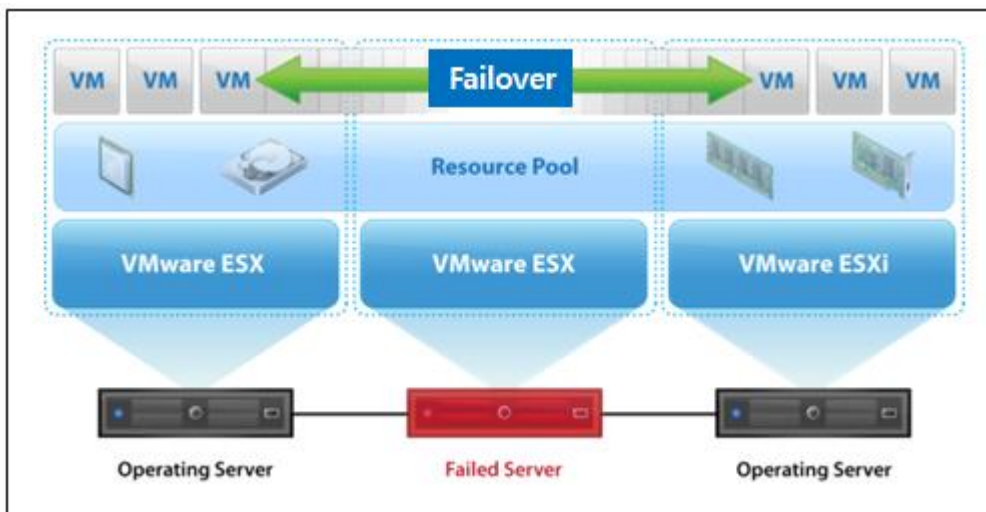 VM VM VM Failover VM VM VM
Resource Pool
VMware ESX VMware ESX VMware ESXi
Operating Server Failed Server Operating Server